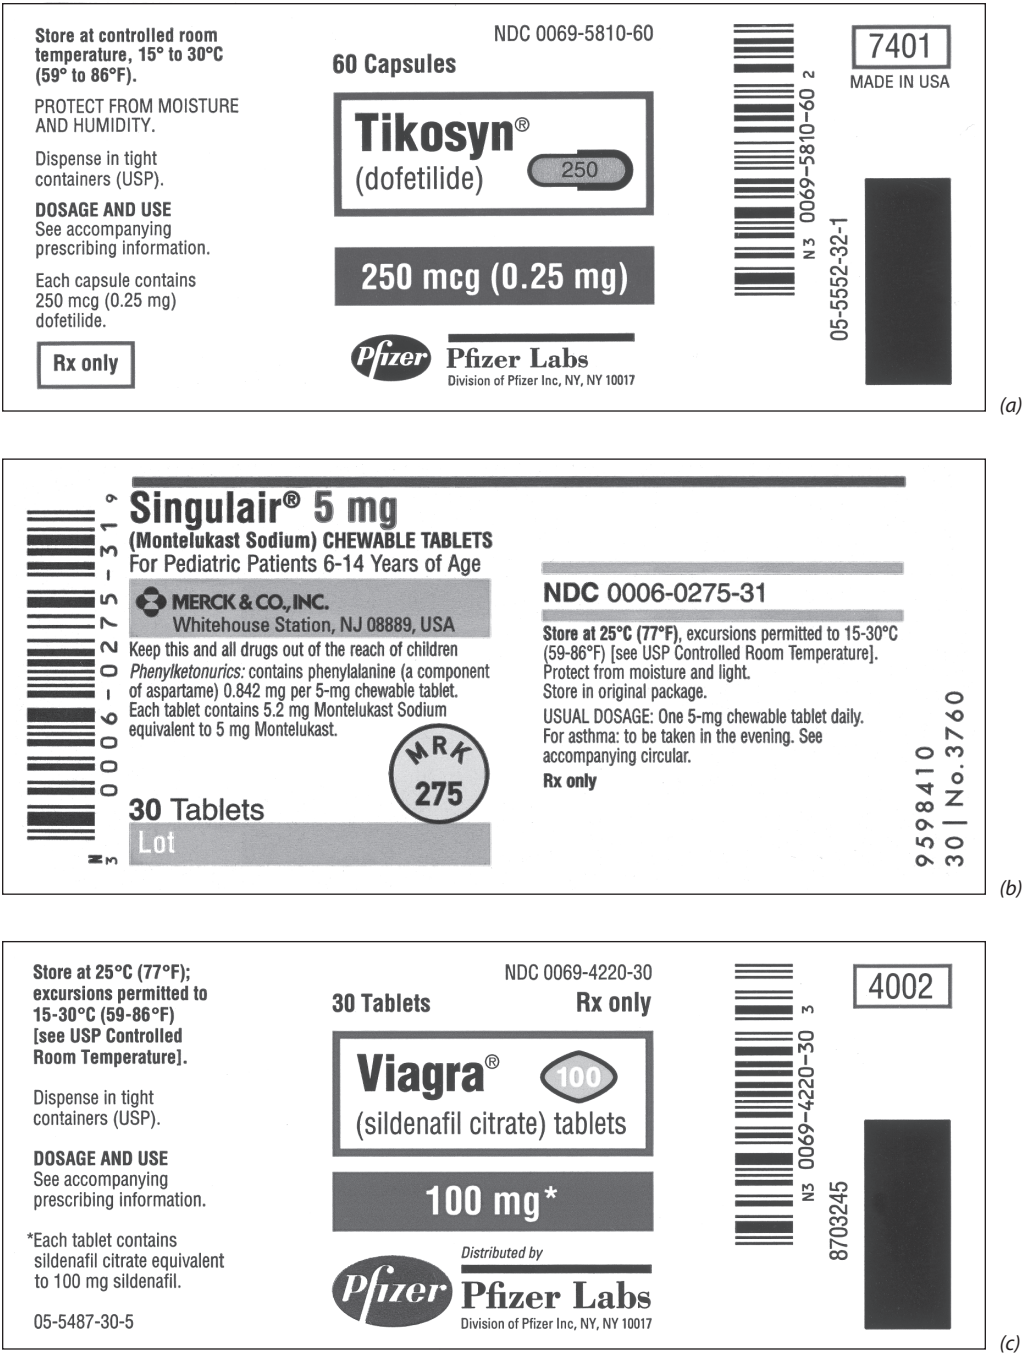 Store at controlled room
temperature, 15° to 30°C
(59° to 86°F).
PROTECT FROM MOISTURE
AND HUMIDITY.
Dispense in tight
containers (USP).
DOSAGE AND USE
See accompanying
prescribing information.
Each capsule contains
250 mcg (0.25 mg)
dofetilide.
Rx only
NDC 0069-5810-60
60 Capsules
Tikosyn®
(dofetilide)
250
250 mcg (0.25 mg)
Pfizer
Pfizer Labs
Division of Pfizer Inc, NY, NY 10017
N3 0069-5810-60 2
05-5552-32-1
7401
MADE IN USA
(a)
N3 0006-0275-31 9
Singulair® 5 mg
(Montelukast Sodium) CHEWABLE TABLETS
For Pediatric Patients 6-14 Years of Age
MERCK & CO., INC.
Whitehouse Station, NJ 08889, USA
Keep this and all drugs out of the reach of children
Phenylketonurics: contains phenylalanine (a component
of aspartame) 0.842 mg per 5-mg chewable tablet.
Each tablet contains 5.2 mg Montelukast Sodium
equivalent to 5 mg Montelukast.
MRK
275
30 Tablets
Lot
NDC 0006-0275-31
Store at 25°C (77°F), excursions permitted to 15-30°C
(59-86°F) [see USP Controlled Room Temperature].
Protect from moisture and light.
Store in original package.
USUAL DOSAGE: One 5-mg chewable tablet daily.
For asthma: to be taken in the evening. See
accompanying circular.
Rx only
9598410
30 | No. 3760
(b)
Store at 25°C (77°F);
excursions permitted to
15-30°C (59-86°F)
[see USP Controlled
Room Temperature].
Dispense in tight
containers (USP).
DOSAGE AND USE
See accompanying
prescribing information.
*Each tablet contains
sildenafil citrate equivalent
to 100 mg sildenafil.
05-5487-30-5
NDC 0069-4220-30
30 Tablets
Rx only
Viagra®
100
(sildenafil citrate) tablets
100 mg*
Pfizer
Distributed by
Pfizer Labs
Division of Pfizer Inc, NY, NY 10017
N3 0069-4220-30 3
8703245
4002
(c)